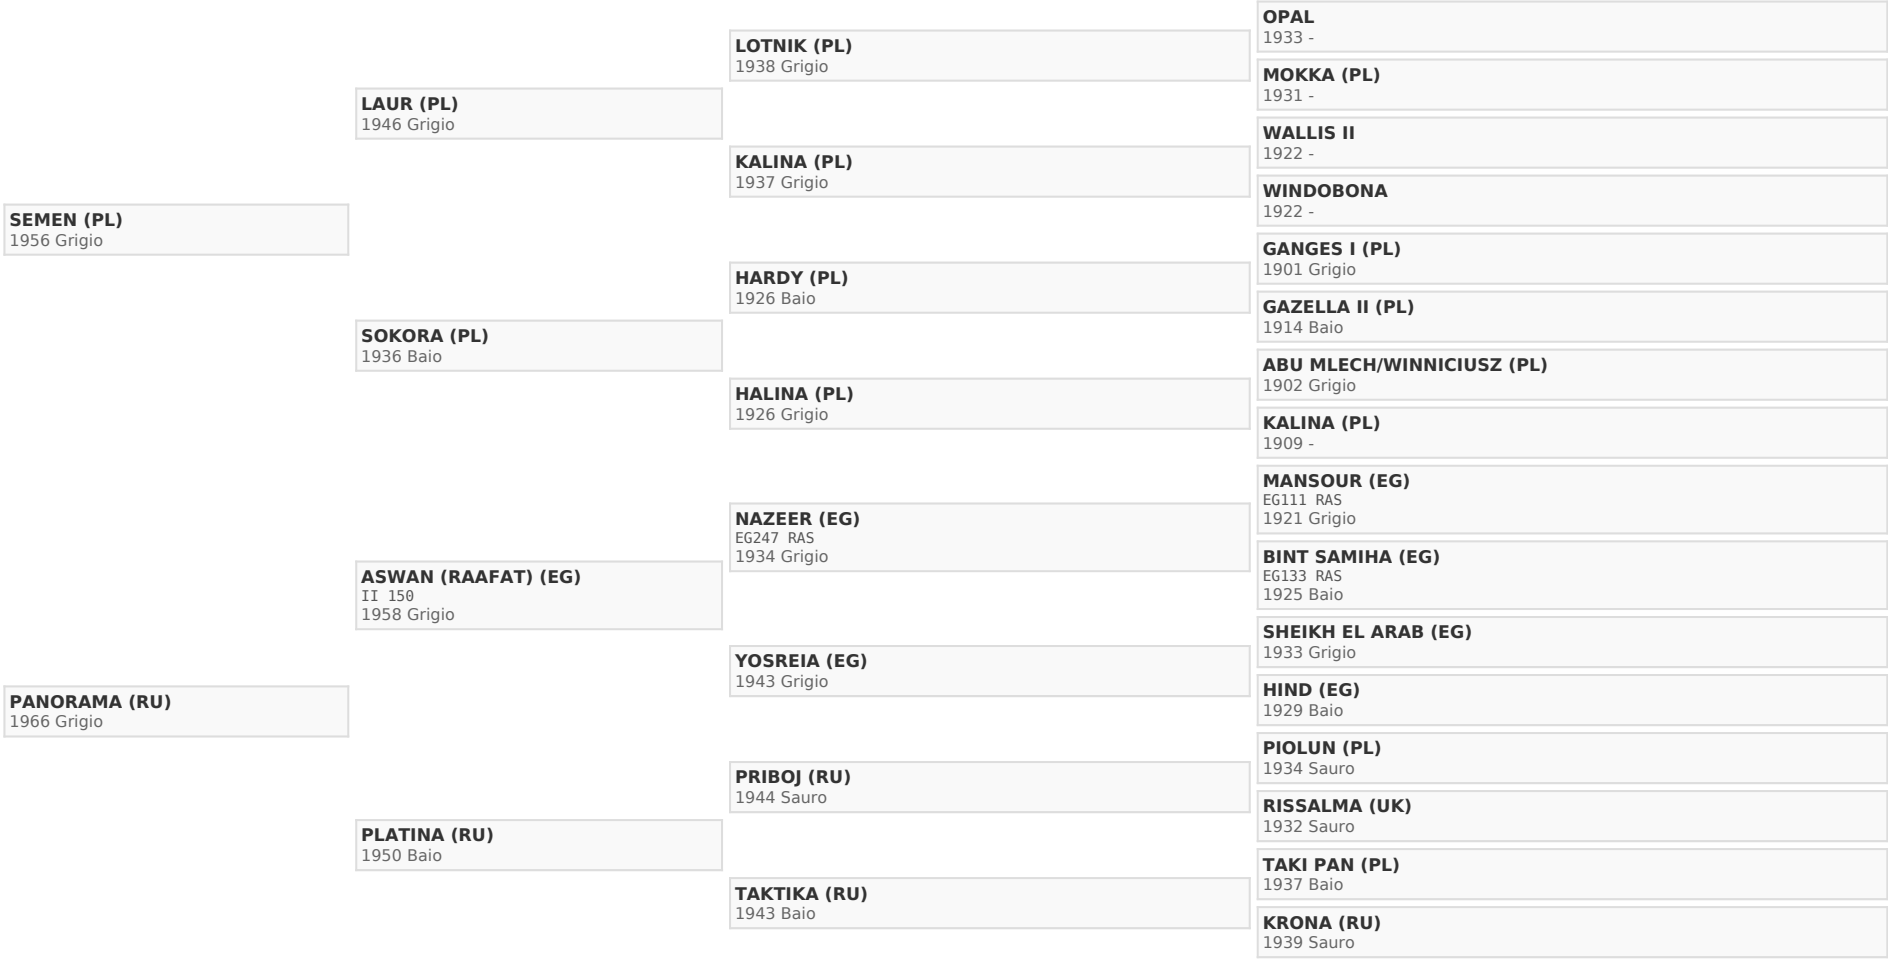 SEMEN (PL)
1956 Grigio
PANORAMA (RU)
1966 Grigio
LAUR (PL)
1946 Grigio
SOKORA (PL)
1936 Baio
ASWAN (RAAFAT) (EG)
II 150
1958 Grigio
PLATINA (RU)
1950 Baio
LOTNIK (PL)
1938 Grigio
KALINA (PL)
1937 Grigio
HARDY (PL)
1926 Baio
HALINA (PL)
1926 Grigio
NAZEER (EG)
EG247 RAS
1934 Grigio
YOSREIA (EG)
1943 Grigio
PRIBOJ (RU)
1944 Sauro
TAKTIKA (RU)
1943 Baio
OPAL
1933 -
MOKKA (PL)
1931 -
WALLIS II
1922 -
WINDOBONA
1922 -
GANGES I (PL)
1901 Grigio
GAZELLA II (PL)
1914 Baio
ABU MLECH/WINNICIUSZ (PL)
1902 Grigio
KALINA (PL)
1909 -
MANSOUR (EG)
EG111 RAS
1921 Grigio
BINT SAMIHA (EG)
EG133 RAS
1925 Baio
SHEIKH EL ARAB (EG)
1933 Grigio
HIND (EG)
1929 Baio
PIOLUN (PL)
1934 Sauro
RISSALMA (UK)
1932 Sauro
TAKI PAN (PL)
1937 Baio
KRONA (RU)
1939 Sauro